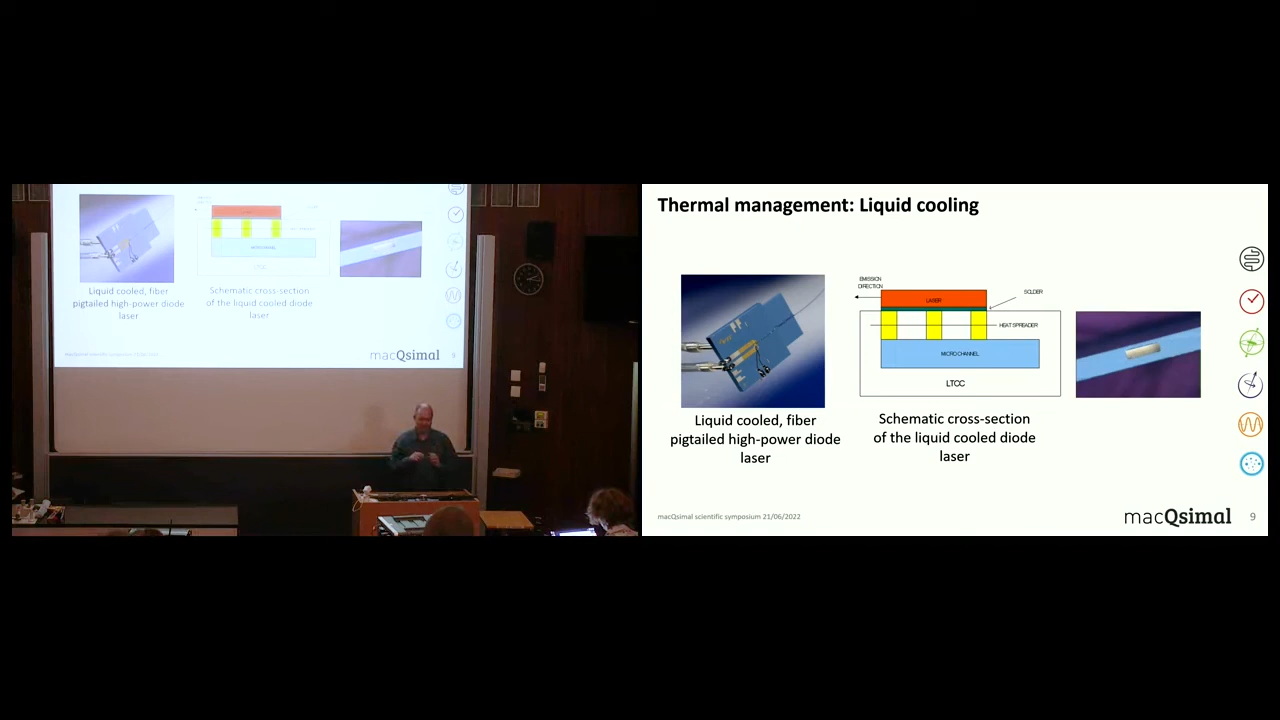 Liquid cooled, fiber
pigtailed high-power diode
laser
MICROCHANNEL
LTCC
Schematic cross-section
of the liquid cooled diode
laser
macQsimal
Thermal management: Liquid cooling
EMISSION
DIRECTION
LASER
SOLDER
HEAT SPREADER
MICROCHANNEL
LTCC
Liquid cooled, fiber
pigtailed high-power diode
laser
Schematic cross-section
of the liquid cooled diode
laser
macQsimal scientific symposium 21/06/2022
macQsimal
9